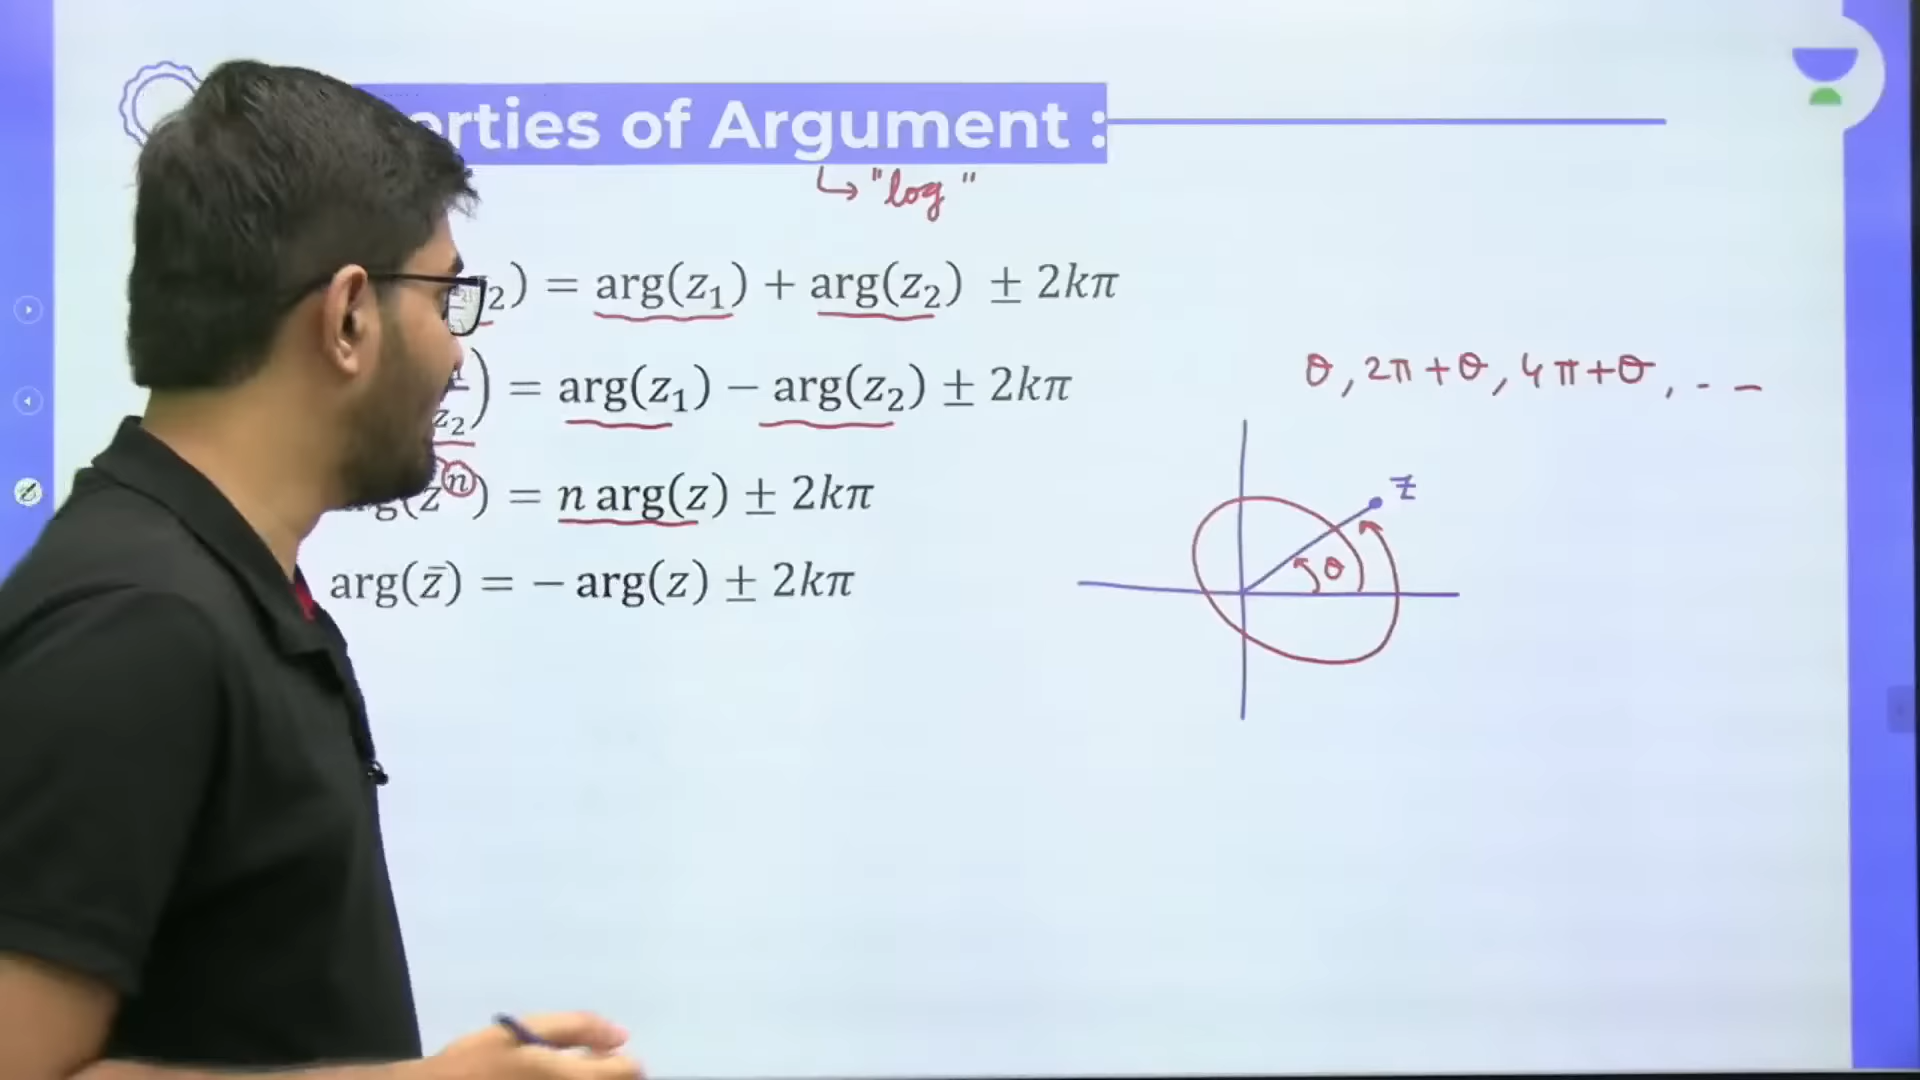 erties of Argument :
↳ "log"
2) = arg(z₁) + arg(z₂) ± 2kπ
z₂) = arg(z₁) − arg(z₂) ± 2kπ
g(zⁿ) = n arg(z) ± 2kπ
arg(z̄) = − arg(z) ± 2kπ
θ, 2π+θ, 4π+θ, . - –
z
θ